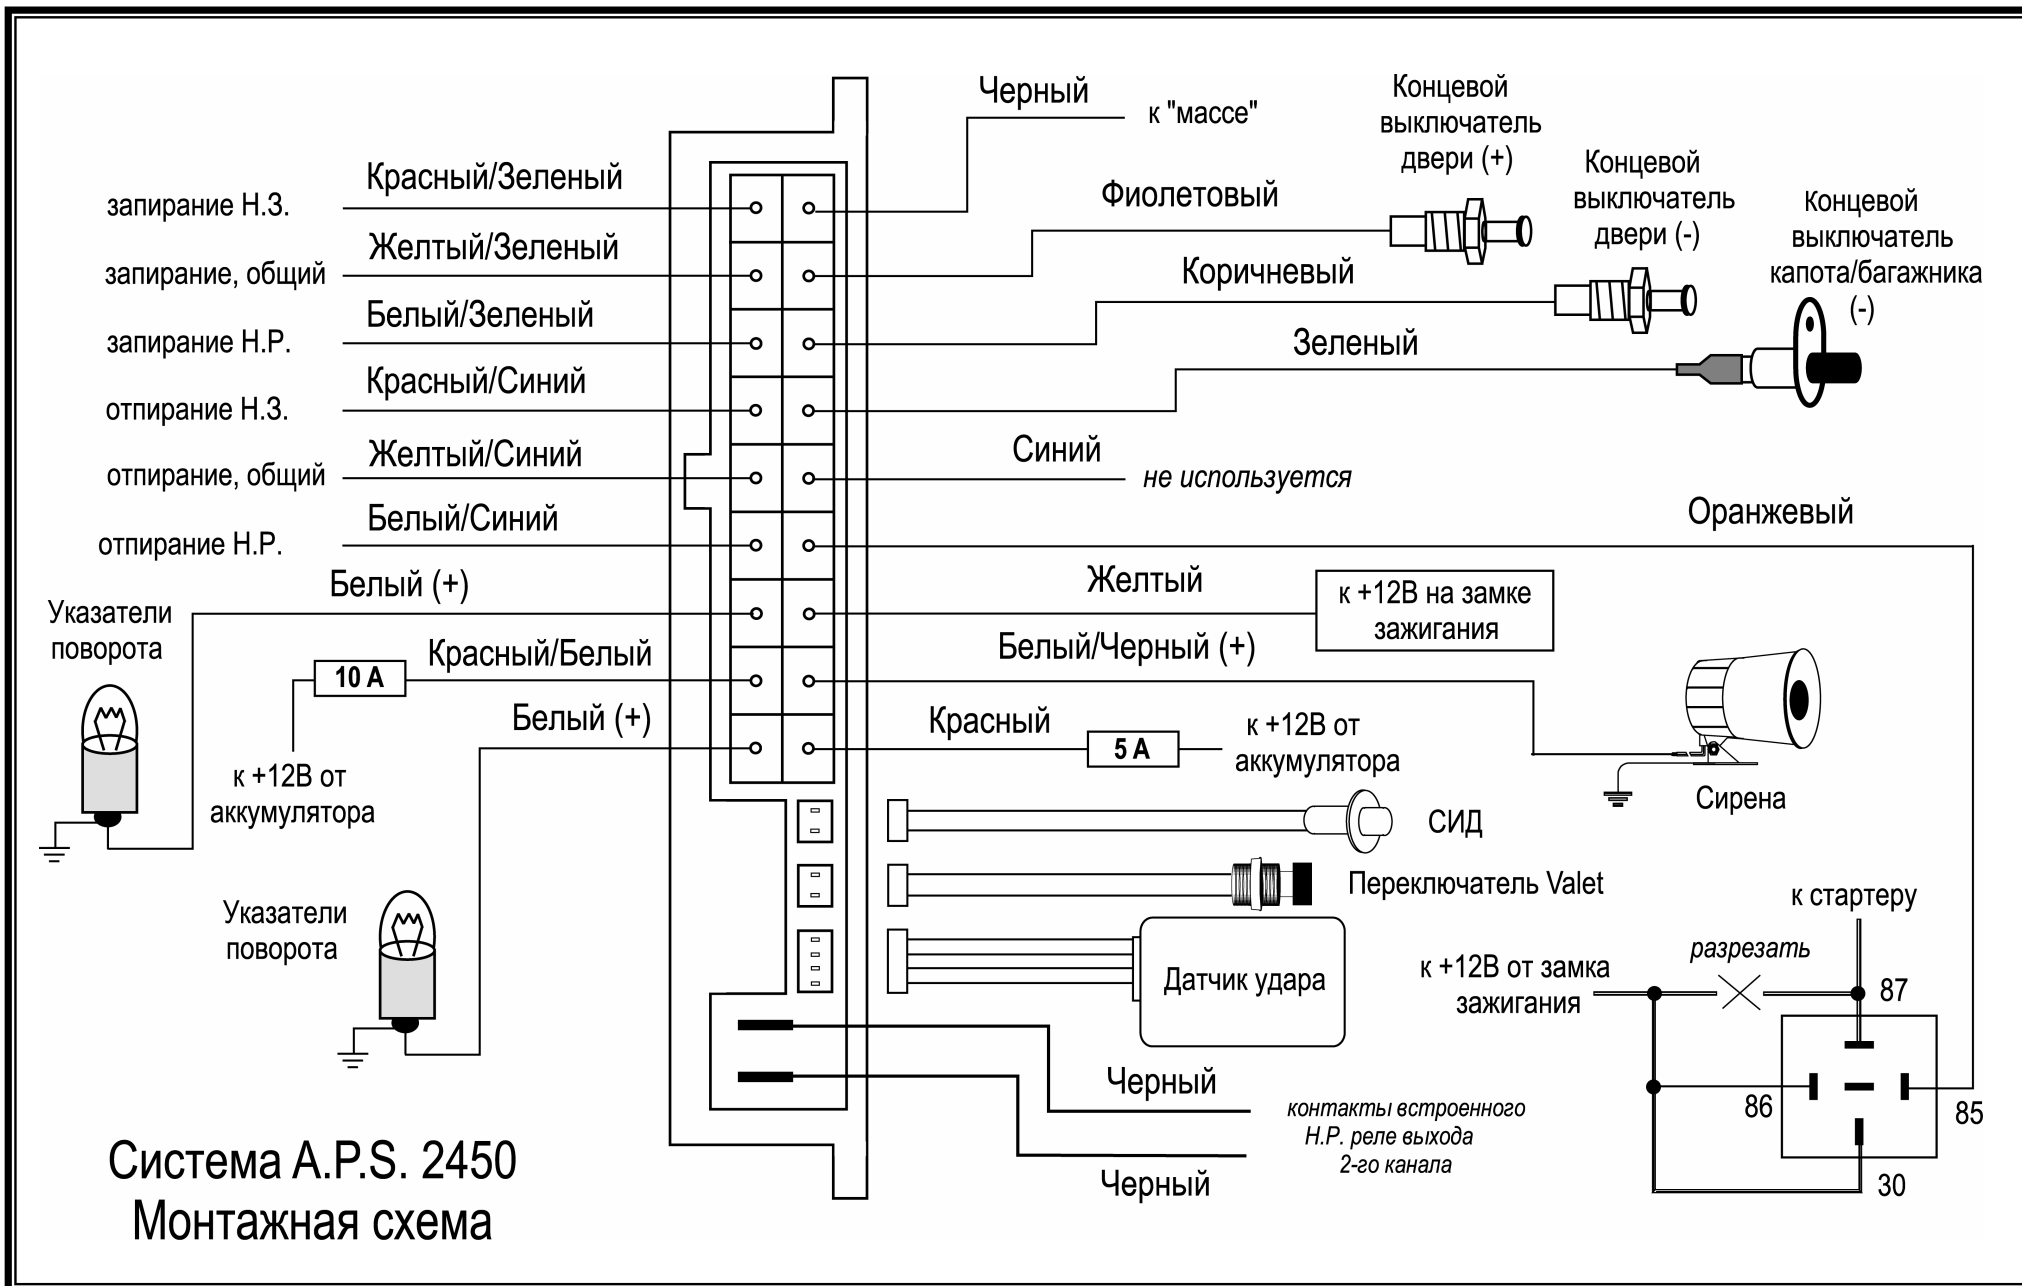 Черный
к "массе"
Концевой
выключатель
двери (+)
Концевой
выключатель
двери (-)
Концевой
выключатель
капота/багажника
(-)
запирание Н.З.
Красный/Зеленый
Фиолетовый
запирание, общий
Желтый/Зеленый
Коричневый
запирание Н.Р.
Белый/Зеленый
Зеленый
отпирание Н.З.
Красный/Синий
отпирание, общий
Желтый/Синий
Синий
не используется
отпирание Н.Р.
Белый/Синий
Оранжевый
Белый (+)
Указатели
поворота
Желтый
к +12В на замке
зажигания
Красный/Белый
10 А
к +12В от
аккумулятора
Белый/Черный (+)
Сирена
Белый (+)
Красный
5 А
к +12В от
аккумулятора
СИД
Переключатель Valet
Указатели
поворота
Датчик удара
к стартеру
разрезать
к +12В от замка
зажигания
87
86
85
30
Черный
контакты встроенного
Н.Р. реле выхода
2-го канала
Черный
Система A.P.S. 2450
Монтажная схема